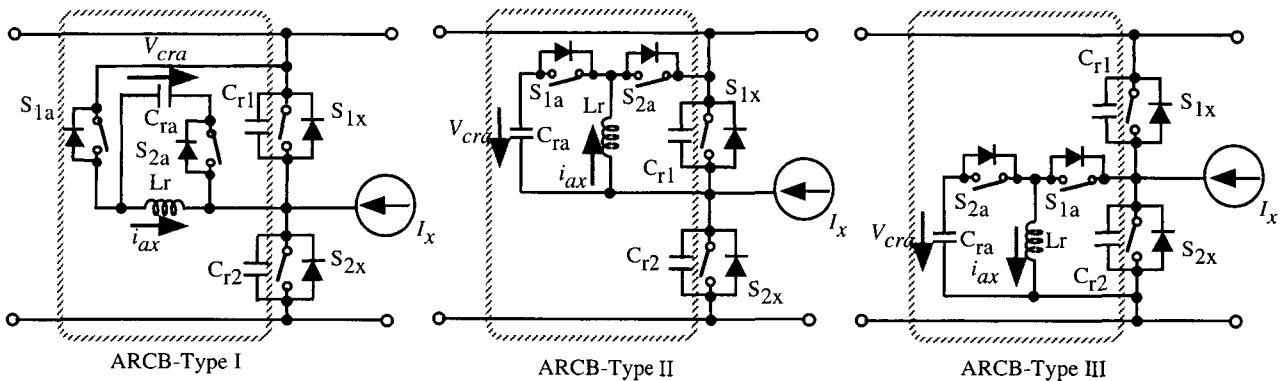 V_cra
S_1a
C_ra
S_2a
L_r
i_ax
C_r1
S_1x
I_x
C_r2
S_2x
ARCB-Type I
S_1a
S_2a
V_cra
C_ra
L_r
i_ax
S_1x
C_r1
I_x
C_r2
S_2x
ARCB-Type II
C_r1
S_1x
S_2a
S_1a
V_cra
C_ra
L_r
i_ax
I_x
C_r2
S_2x
ARCB-Type III